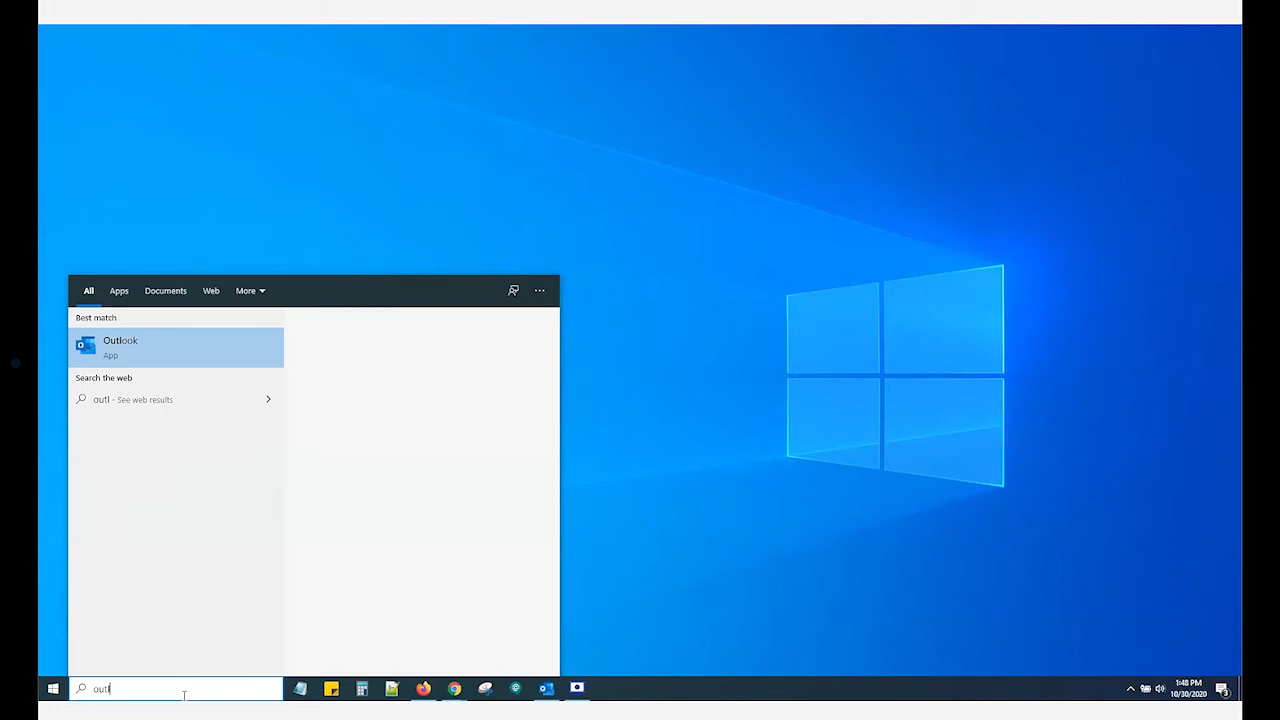 All Apps Documents Web More
Best match
Outlook
App
Search the web
outl - See web results
outl
1:48 PM
10/30/2020
3